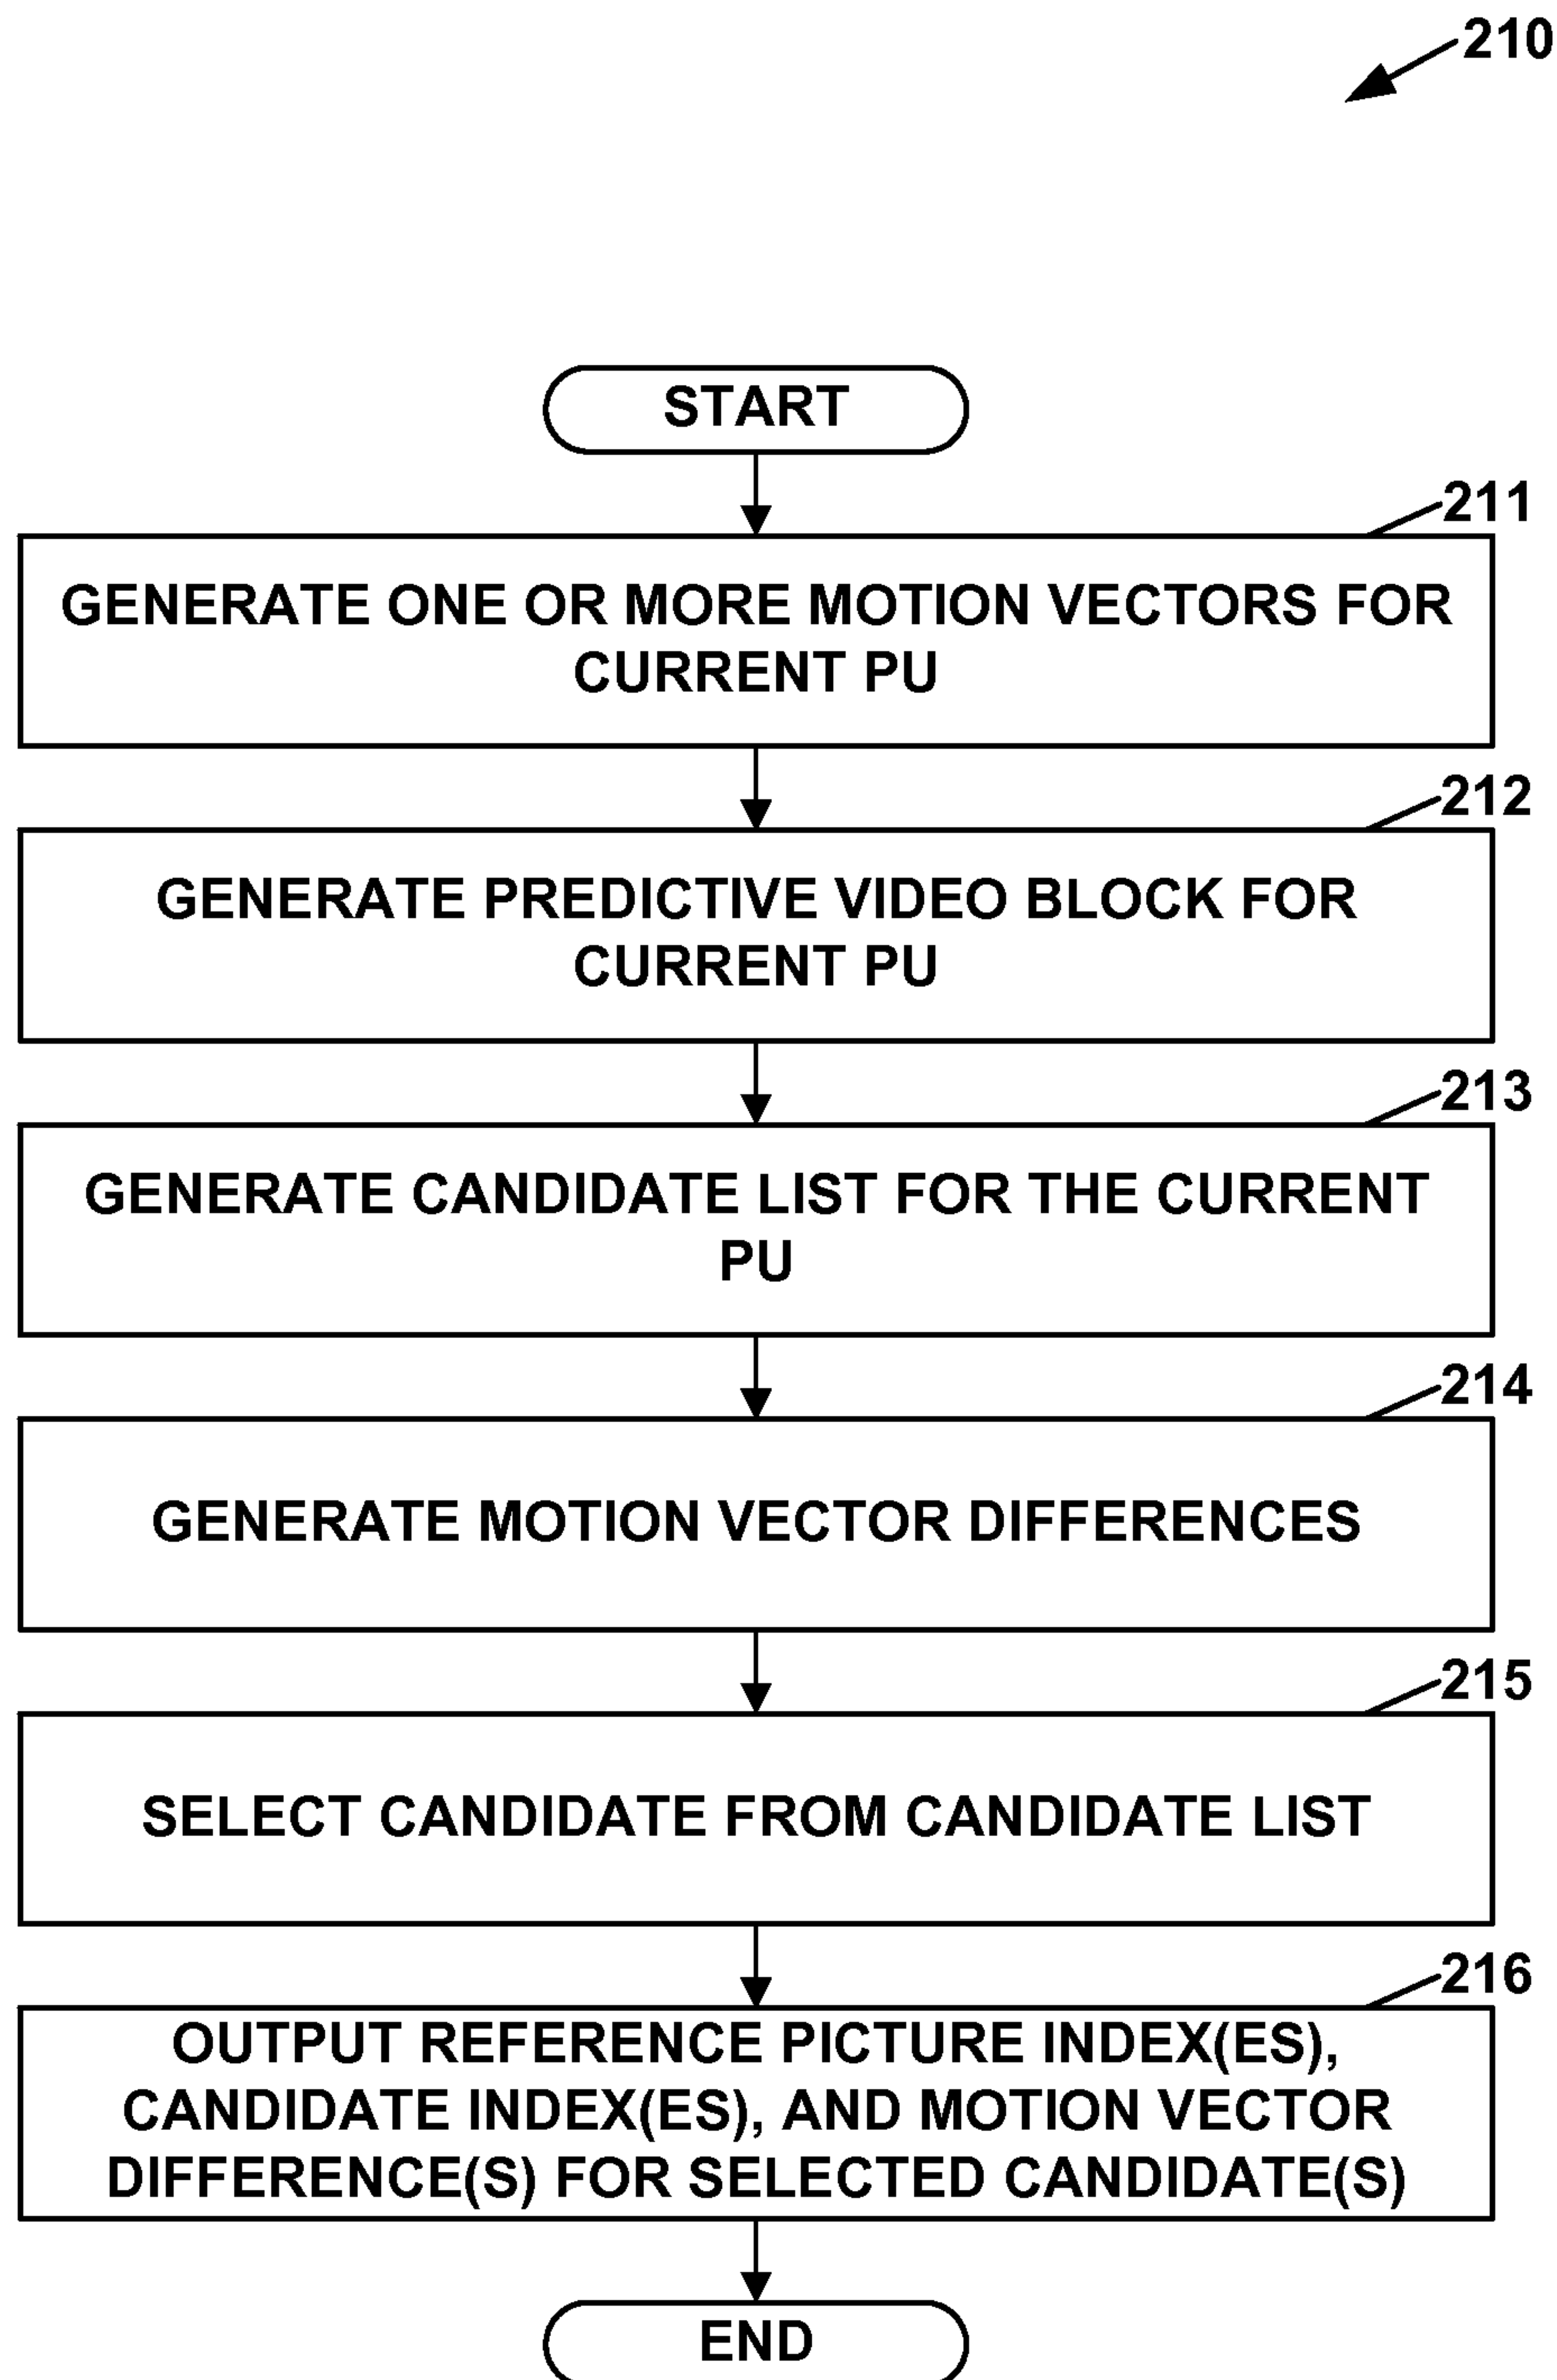 210
START
211
GENERATE ONE OR MORE MOTION VECTORS FOR
CURRENT PU
212
GENERATE PREDICTIVE VIDEO BLOCK FOR
CURRENT PU
213
GENERATE CANDIDATE LIST FOR THE CURRENT
PU
214
GENERATE MOTION VECTOR DIFFERENCES
215
SELECT CANDIDATE FROM CANDIDATE LIST
216
OUTPUT REFERENCE PICTURE INDEX(ES),
CANDIDATE INDEX(ES), AND MOTION VECTOR
DIFFERENCE(S) FOR SELECTED CANDIDATE(S)
END